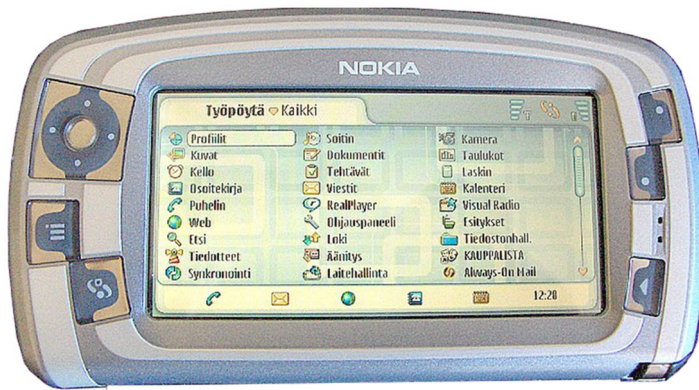 NOKIA
Työpöytä Kaikki
Profiilit Soitin Kamera
Kuvat Dokumentit Taulukot
Kello Tehtävät Laskin
Osoitekirja Viestit Kalenteri
Puhelin RealPlayer Visual Radio
Web Ohjauspaneeli Esitykset
Etsi Loki Tiedostonhall.
Tiedotteet Äänitys KAUPPALISTA
Synkronointi Laitehallinta Always-On Mail
12:20